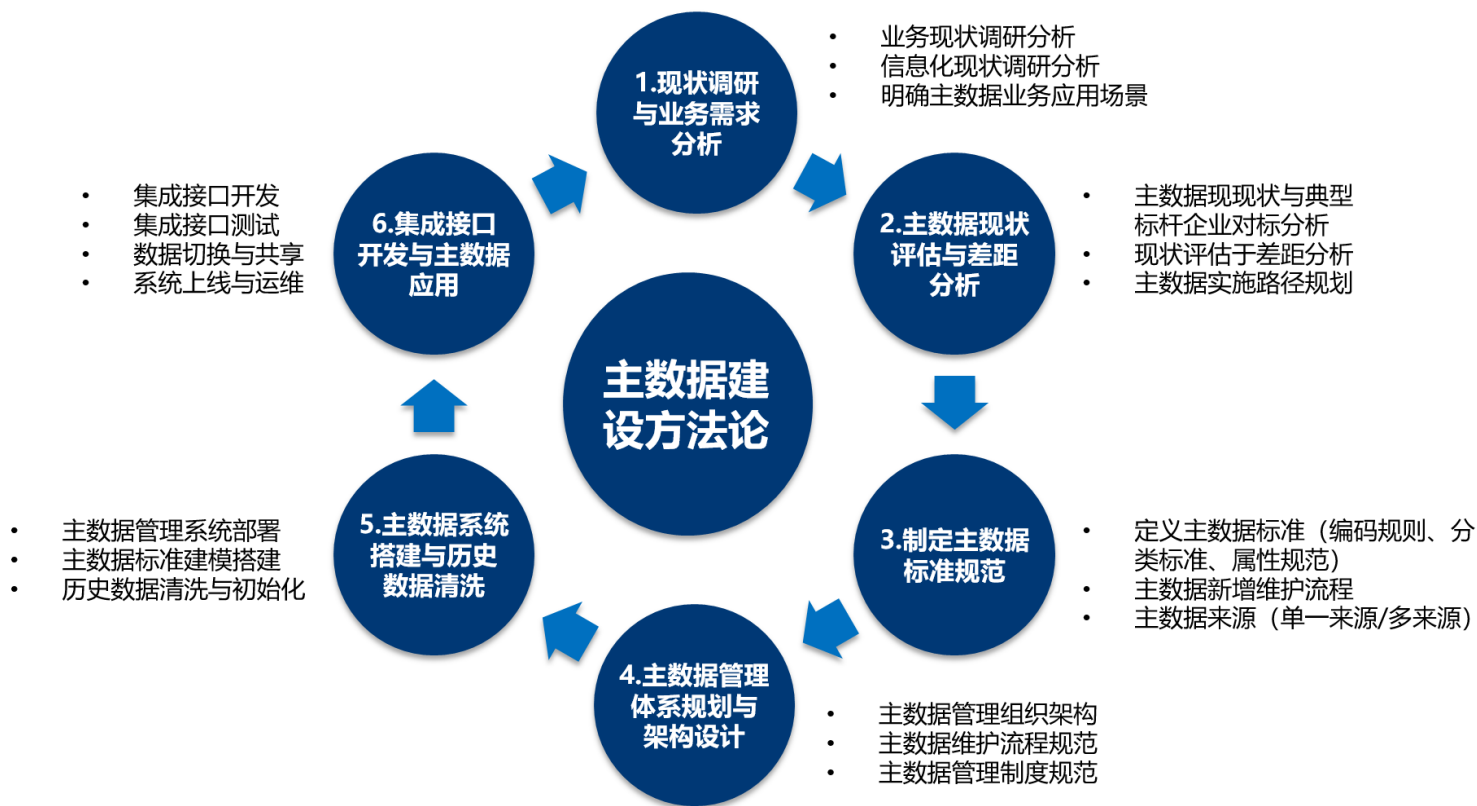 1.现状调研
与业务需求
分析
• 业务现状调研分析
• 信息化现状调研分析
• 明确主数据业务应用场景
2.主数据现状
评估与差距
分析
• 主数据现现状与典型
标杆企业对标分析
• 现状评估于差距分析
• 主数据实施路径规划
3.制定主数据
标准规范
• 定义主数据标准（编码规则、分
类标准、属性规范）
• 主数据新增维护流程
• 主数据来源（单一来源/多来源）
4.主数据管理
体系规划与
架构设计
• 主数据管理组织架构
• 主数据维护流程规范
• 主数据管理制度规范
5.主数据系统
搭建与历史
数据清洗
• 主数据管理系统部署
• 主数据标准建模搭建
• 历史数据清洗与初始化
6.集成接口
开发与主数据
应用
• 集成接口开发
• 集成接口测试
• 数据切换与共享
• 系统上线与运维
主数据建
设方法论